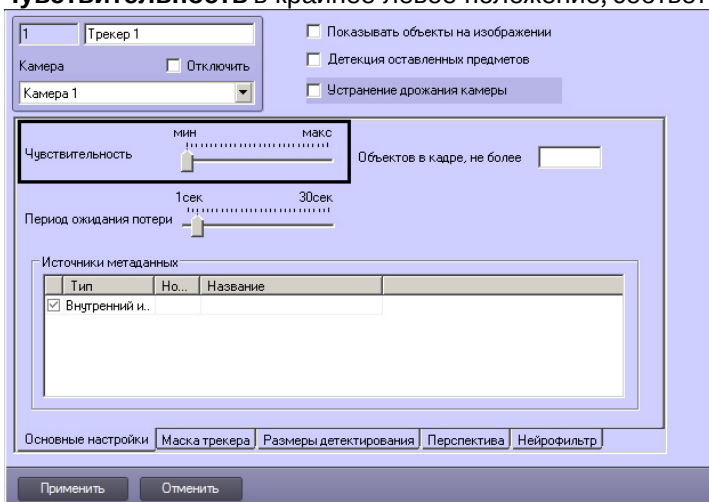 Чувствительность в крайнее левое положение, соответ
1 Трекер 1
Показывать объекты на изображении
Камера Отключить
Детекция оставленных предметов
Камера 1
Устранение дрожания камеры
мин макс
Чувствительность
Объектов в кадре, не более
1сек 30сек
Период ожидания потери
Источники метаданных
Тип Но... Название
Внутренний и..
Основные настройки Маска трекера Размеры детектирования Перспектива Нейрофильтр
Применить Отменить